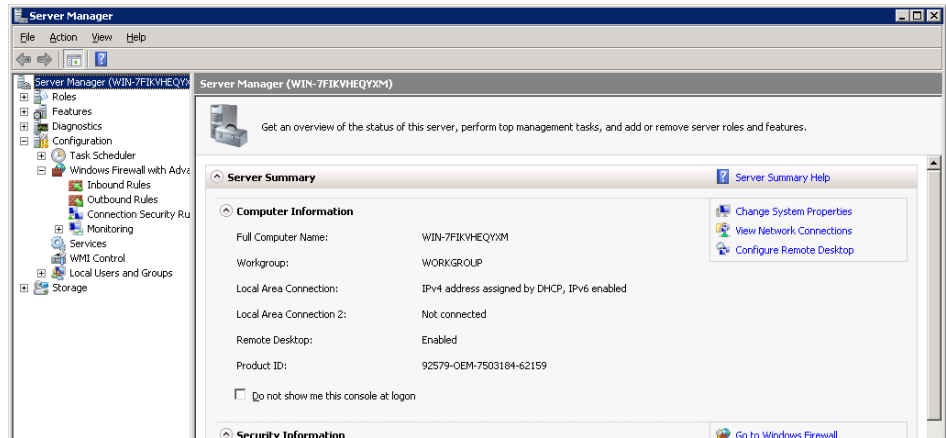 Server Manager
File Action View Help
Server Manager (WIN-7FIKVHEQYX
Roles
Features
Diagnostics
Configuration
Task Scheduler
Windows Firewall with Adva
Inbound Rules
Outbound Rules
Connection Security Ru
Monitoring
Services
WMI Control
Local Users and Groups
Storage
Server Manager (WIN-7FIKVHEQYXM)
Get an overview of the status of this server, perform top management tasks, and add or remove server roles and features.
Server Summary
Server Summary Help
Computer Information
Full Computer Name: WIN-7FIKVHEQYXM
Workgroup: WORKGROUP
Local Area Connection: IPv4 address assigned by DHCP, IPv6 enabled
Local Area Connection 2: Not connected
Remote Desktop: Enabled
Product ID: 92579-OEM-7503184-62159
Do not show me this console at logon
Change System Properties
View Network Connections
Configure Remote Desktop
Security Information
Go to Windows Firewall